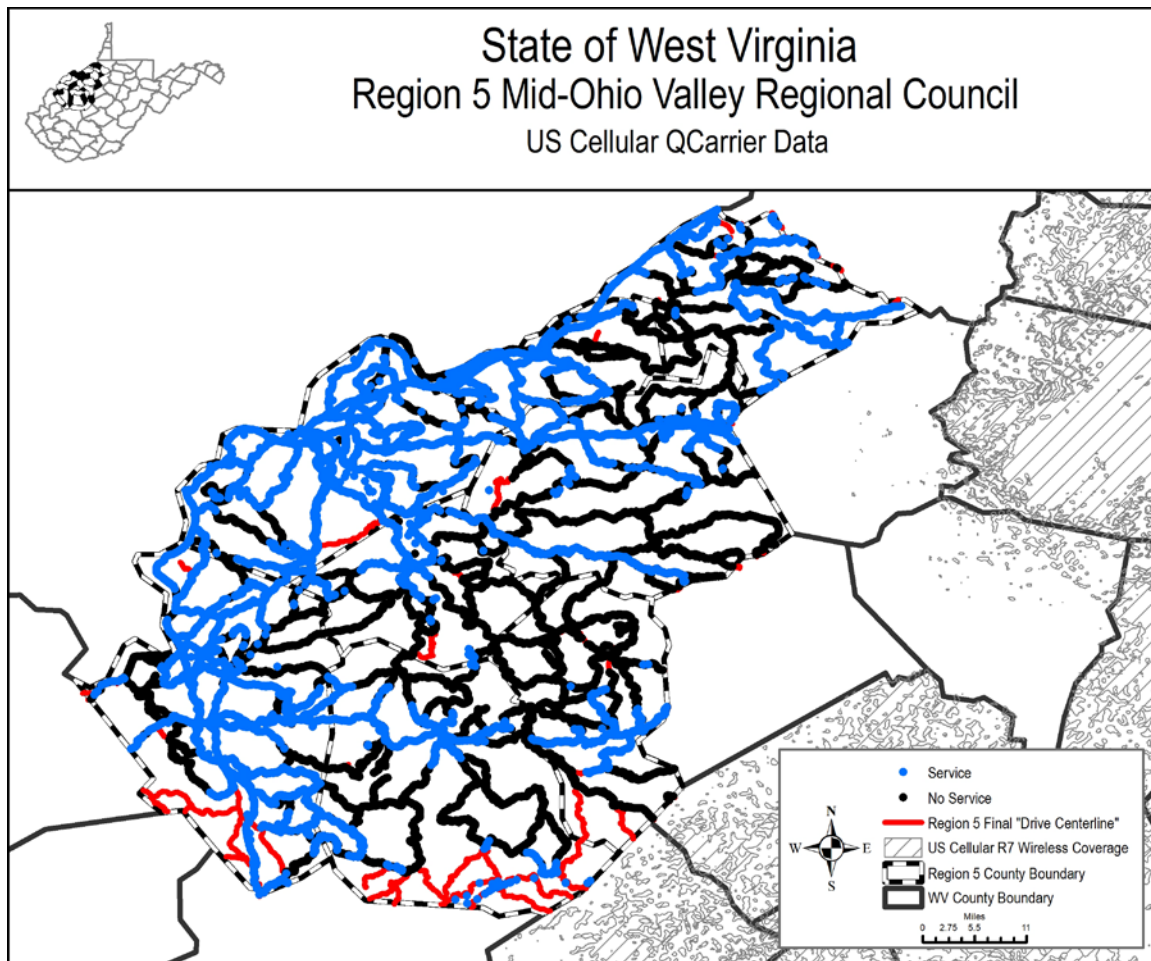 State of West Virginia
Region 5 Mid-Ohio Valley Regional Council
US Cellular QCarrier Data
Service
No Service
Region 5 Final "Drive Centerline"
US Cellular R7 Wireless Coverage
Region 5 County Boundary
WV County Boundary
N
W E
S
Miles
0 2.75 5.5 11